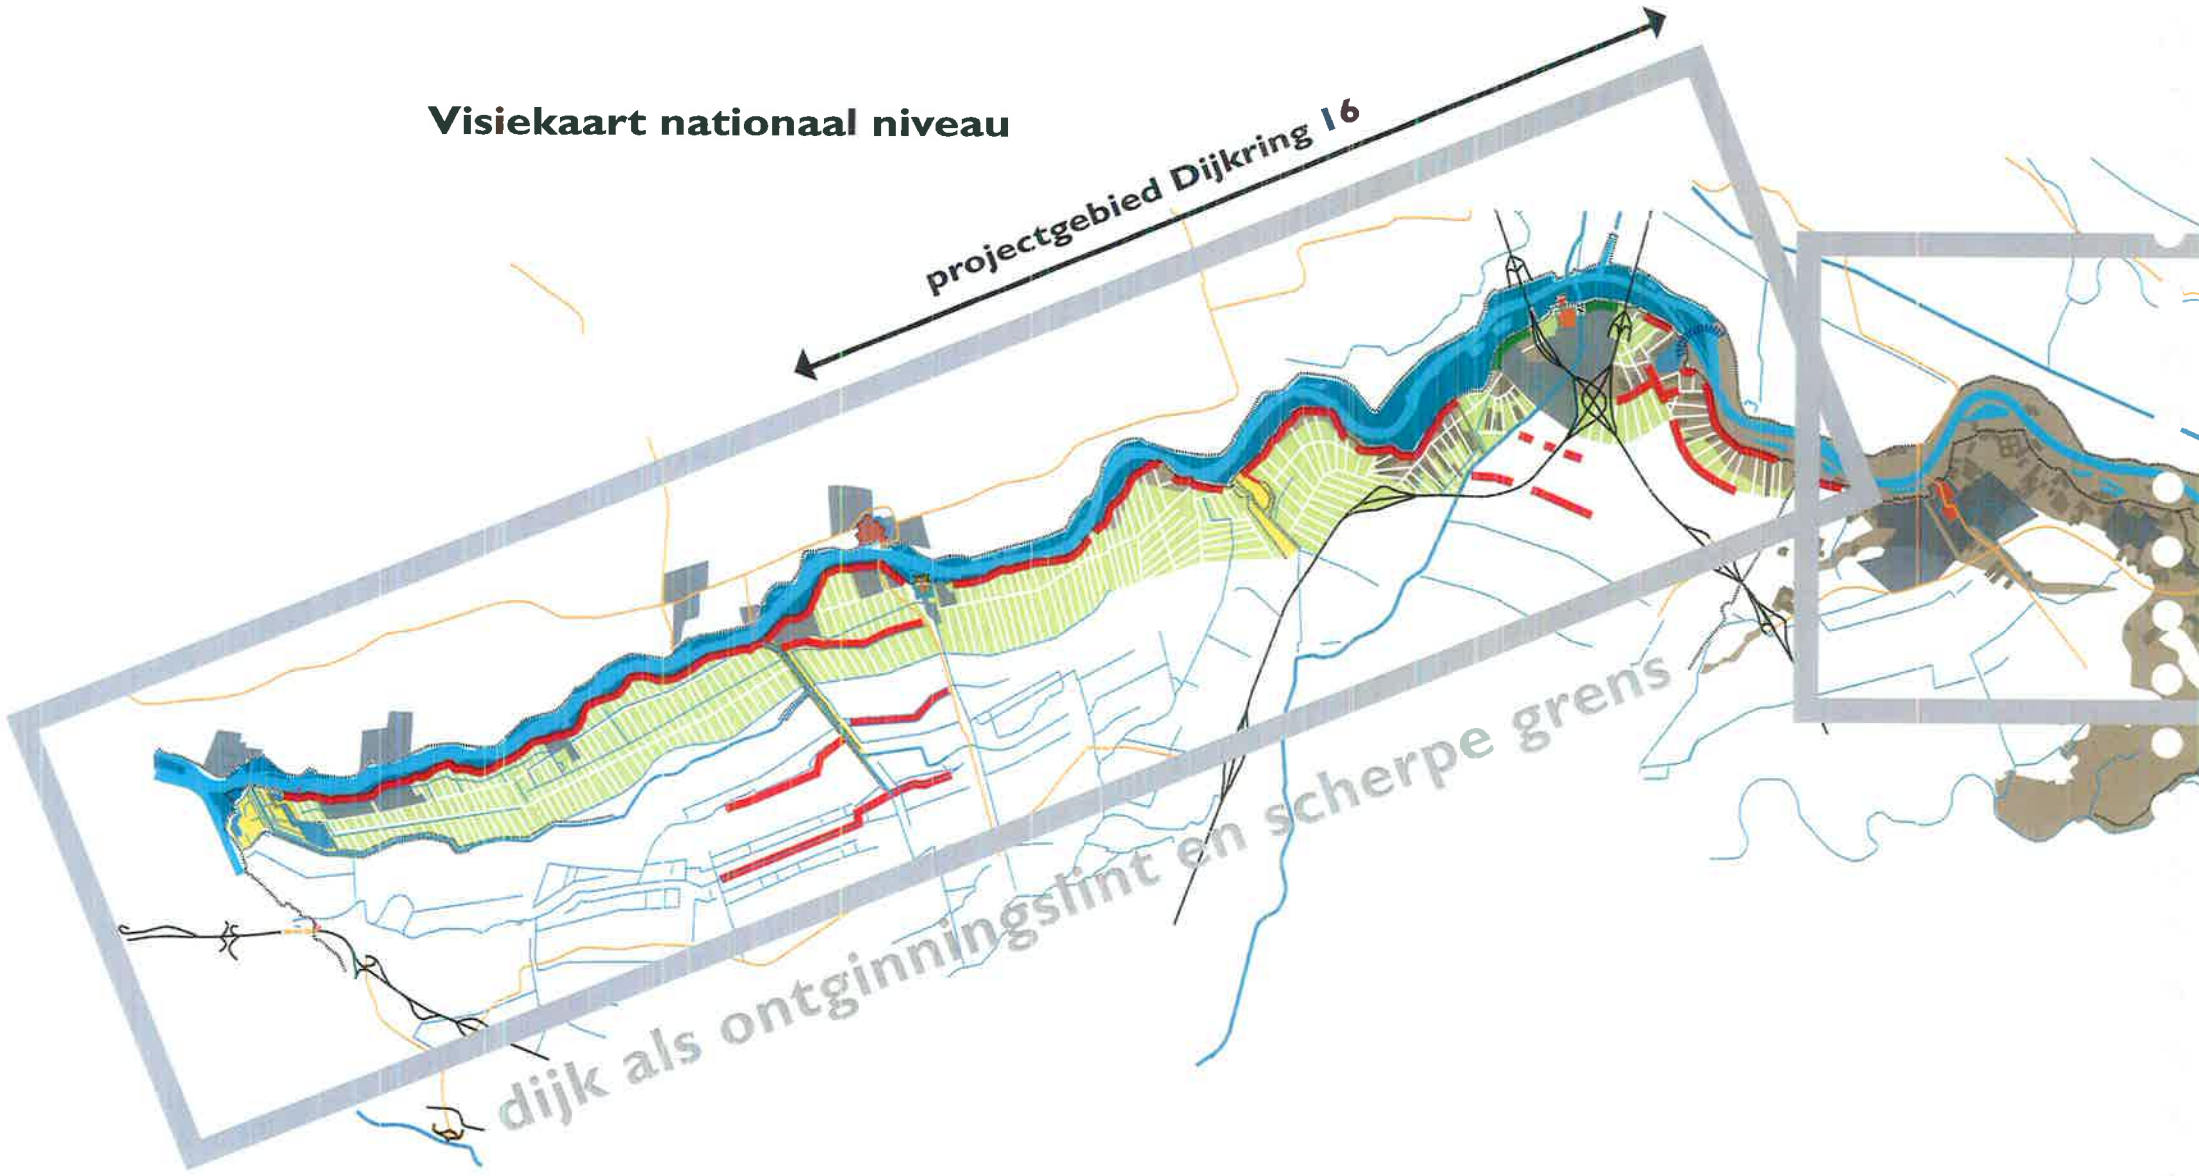 Visiekaart nationaal niveau
projectgebied Dijkring 16
dijk als ontginningslint en scherpe grens